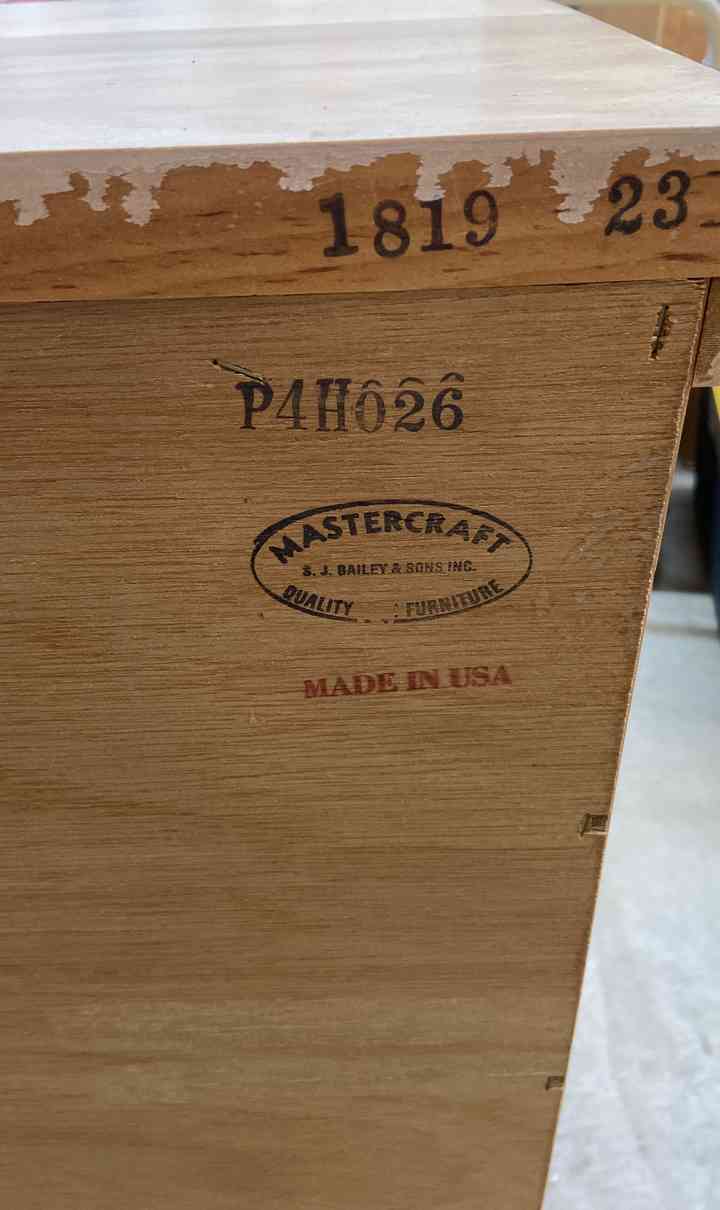 1819 23
P4H026
MASTERCRAFT
S. J. BAILEY & SONS INC.
QUALITY FURNITURE
MADE IN USA